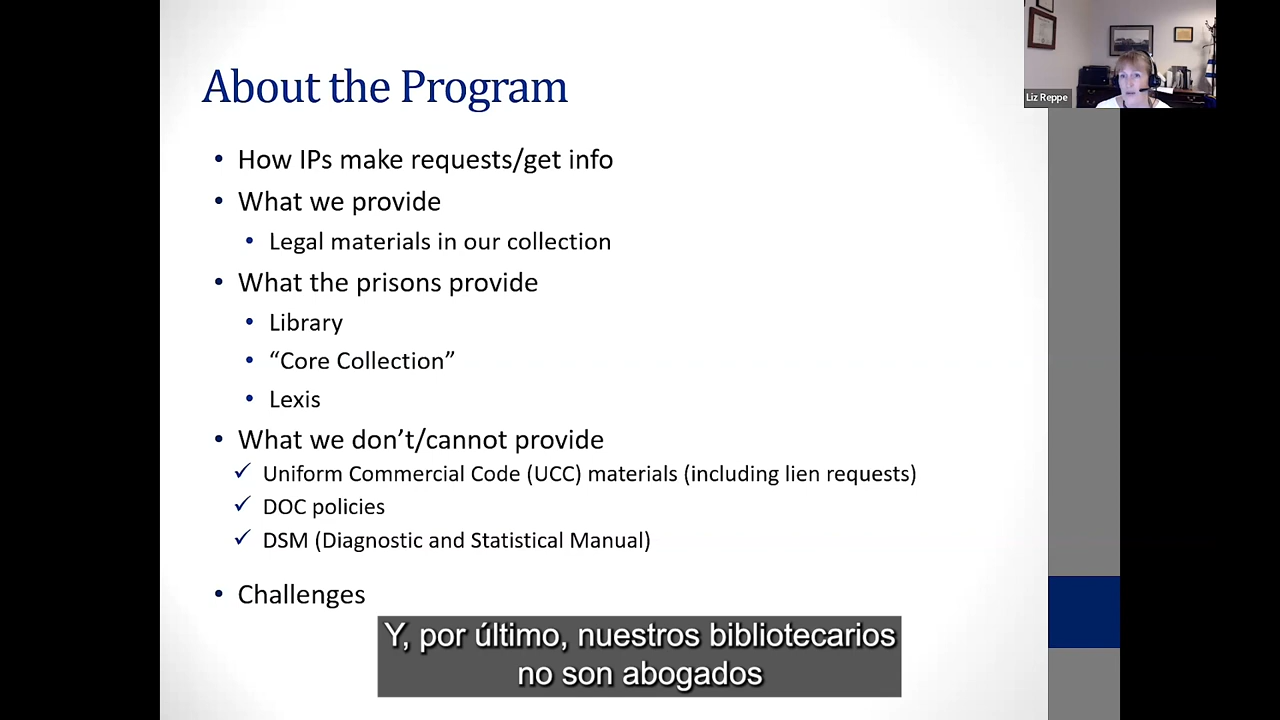 About the Program
• How IPs make requests/get info
• What we provide
• Legal materials in our collection
• What the prisons provide
• Library
• “Core Collection”
• Lexis
• What we don’t/cannot provide
✓ Uniform Commercial Code (UCC) materials (including lien requests)
✓ DOC policies
✓ DSM (Diagnostic and Statistical Manual)
• Challenges
Liz Reppe
Y, por último, nuestros bibliotecarios
no son abogados